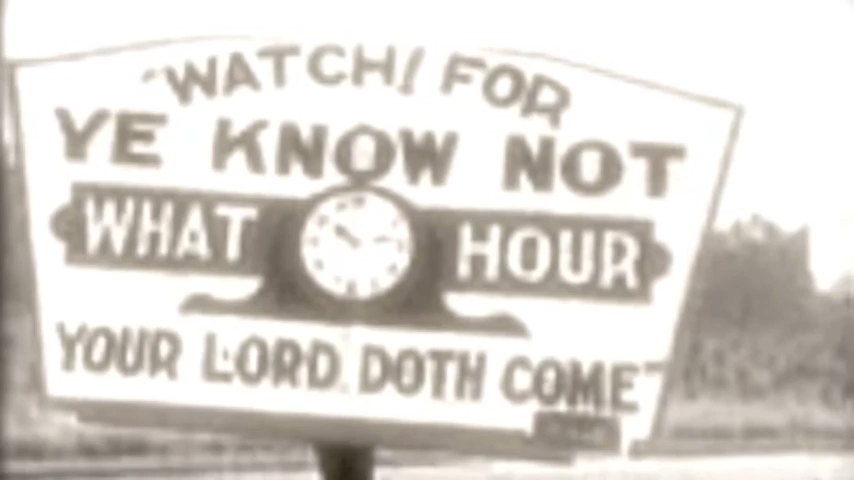 "WATCH! FOR
YE KNOW NOT
WHAT HOUR
YOUR LORD DOTH COME"